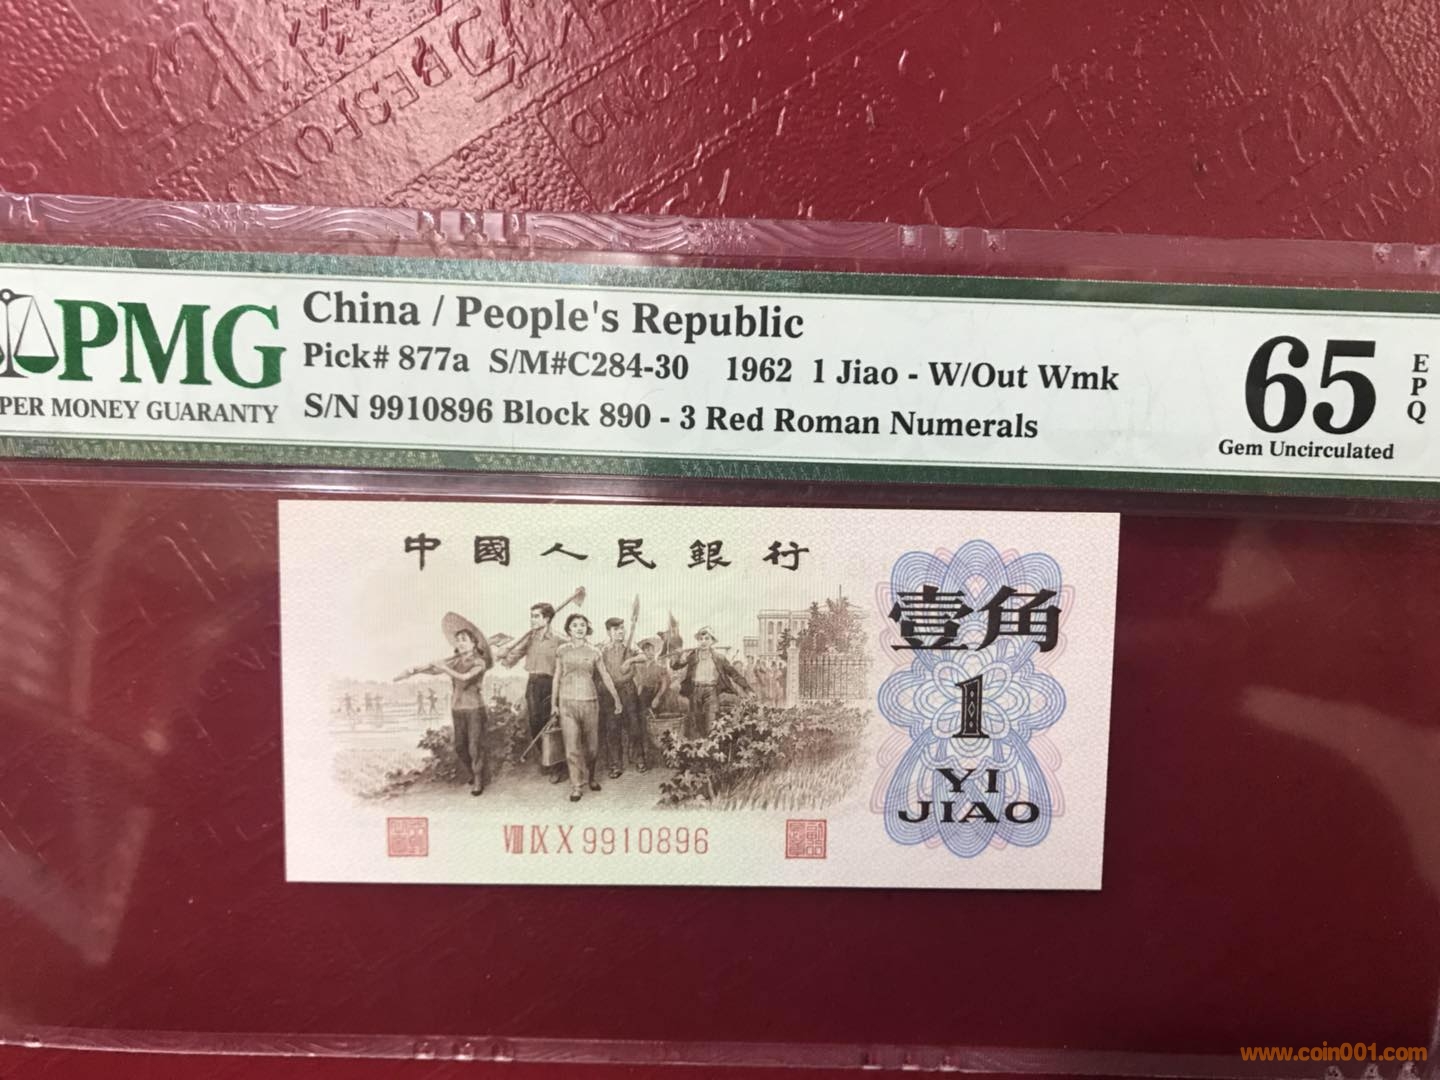 PMG
PER MONEY GUARANTY
China / People's Republic
Pick# 877a S/M#C284-30 1962 1 Jiao - W/Out Wmk
S/N 9910896 Block 890 - 3 Red Roman Numerals
65
EPQ
Gem Uncirculated
中國人民銀行
壹角
1
YI
JIAO
VIII IX X 9910896
www.coin001.com